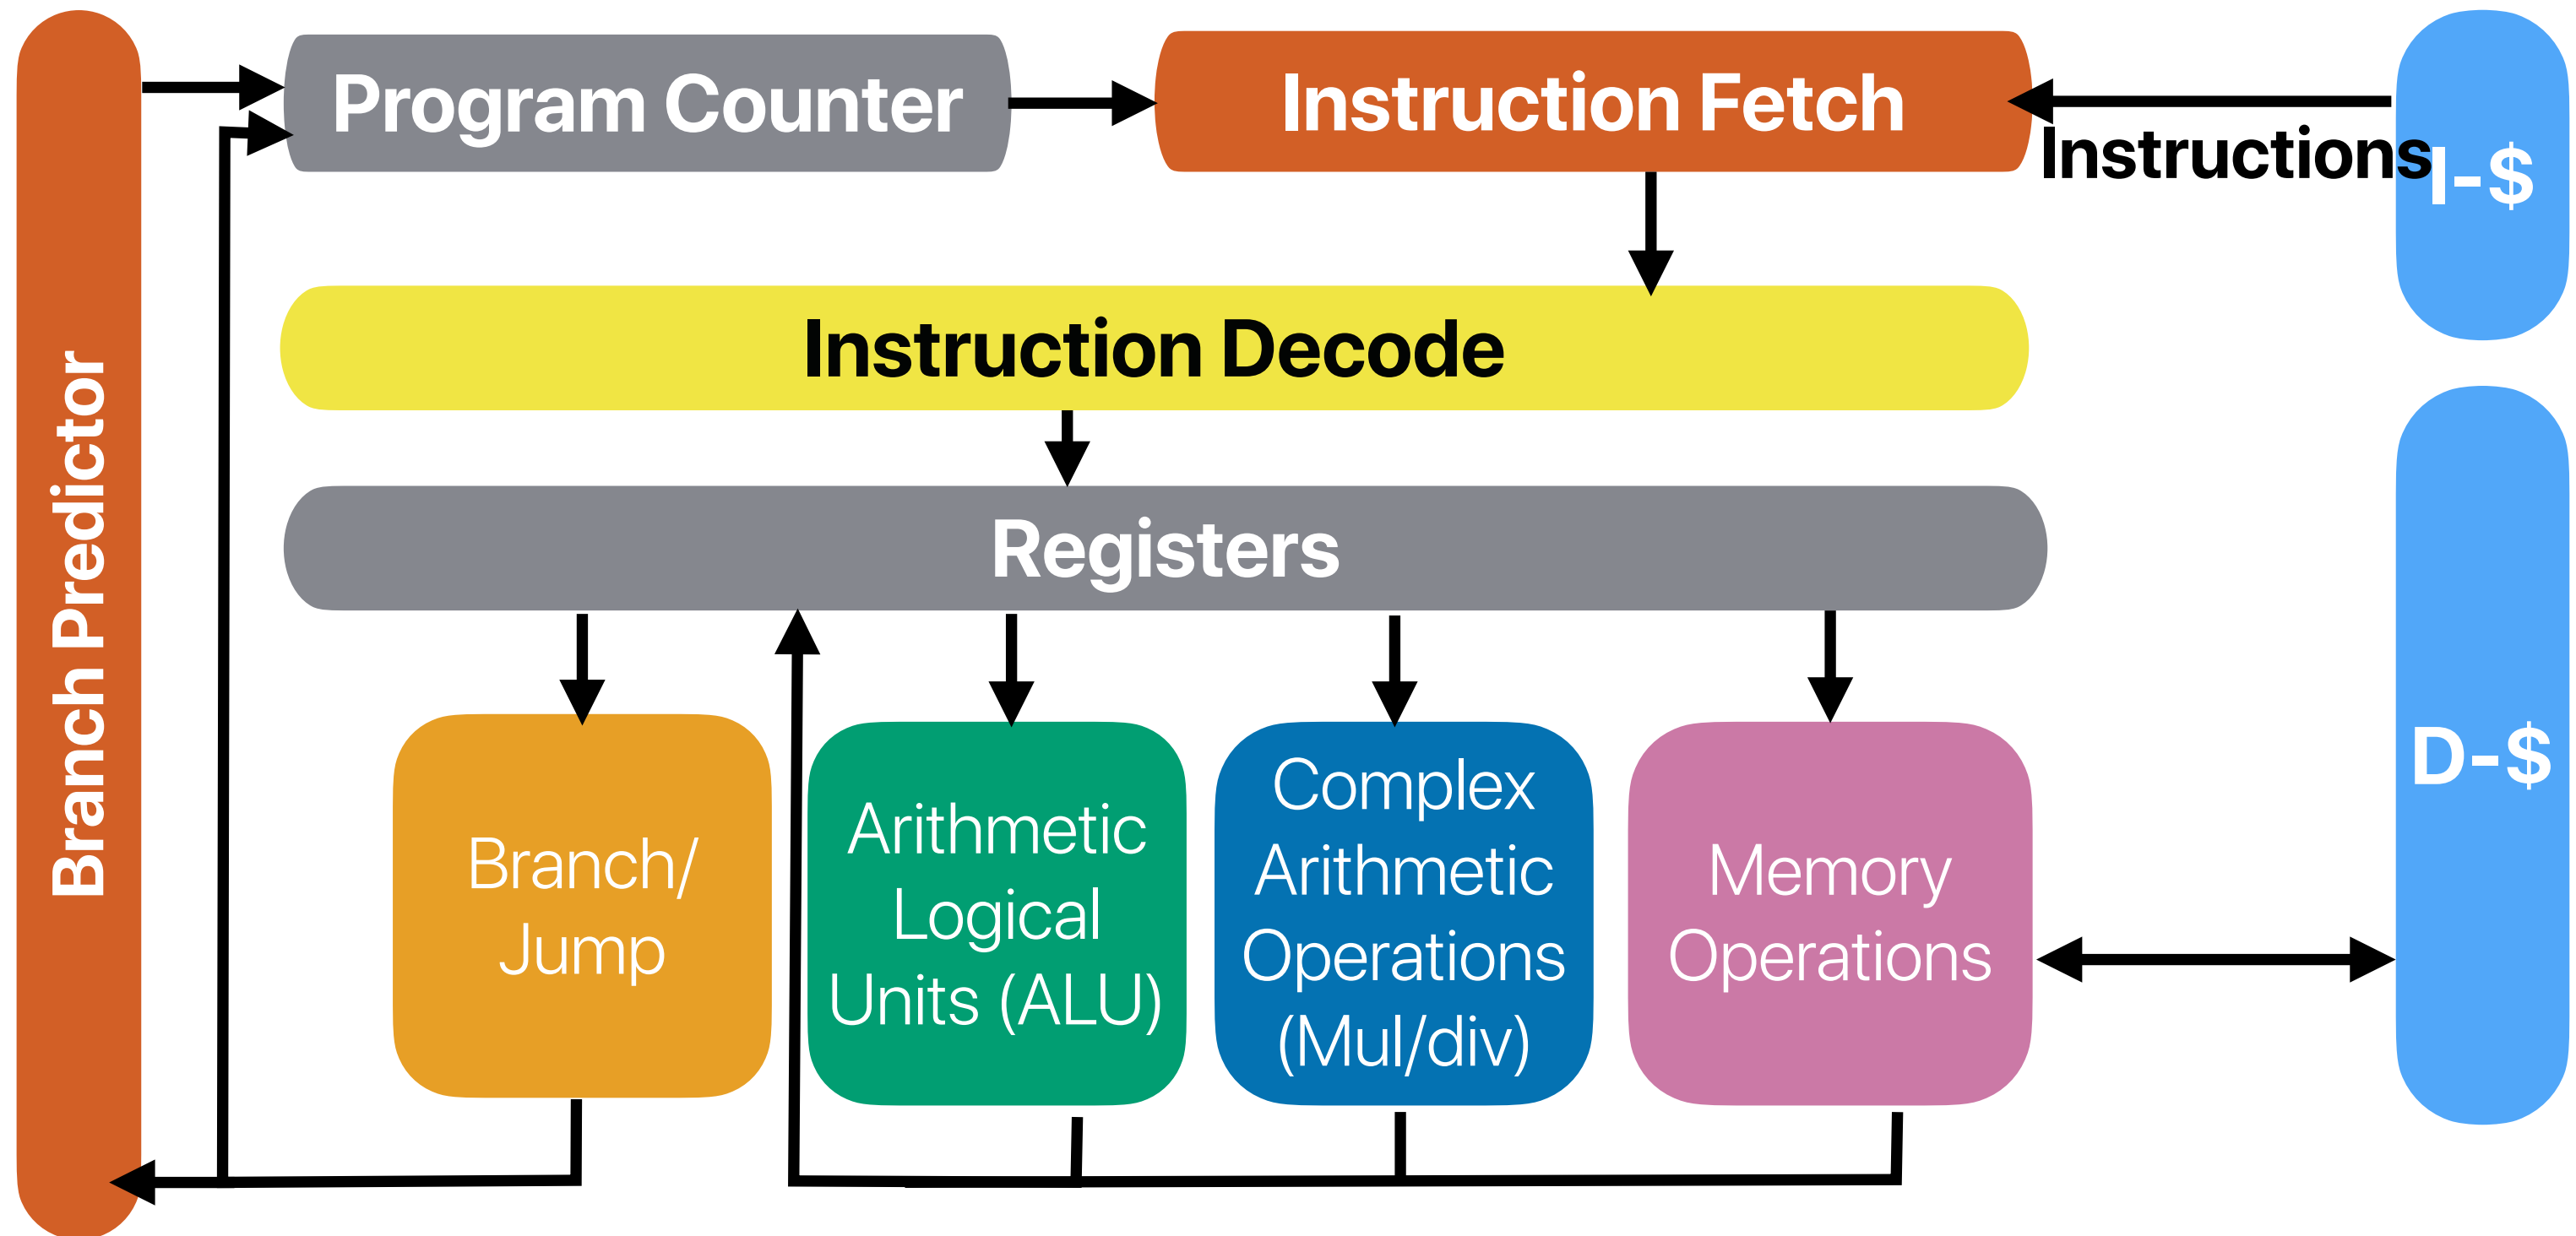 Branch Predictor
Program Counter
Instruction Fetch
Instructions
I-$
Instruction Decode
Registers
D-$
Branch/
Jump
Arithmetic
Logical
Units (ALU)
Complex
Arithmetic
Operations
(Mul/div)
Memory
Operations